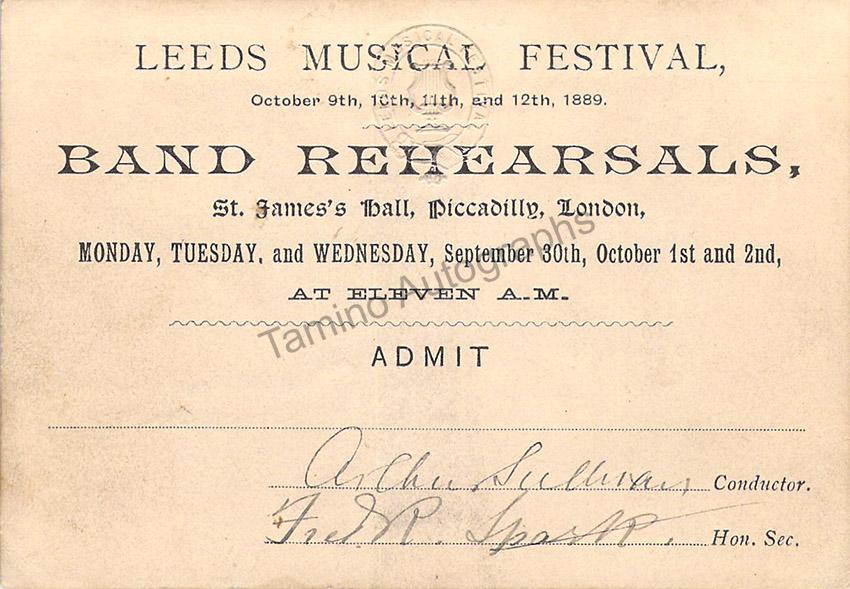 LEEDS MUSICAL FESTIVAL,
October 9th, 10th, 11th, and 12th, 1889.
BAND REHEARSALS,
St. James's Hall, Piccadilly, London,
MONDAY, TUESDAY, and WEDNESDAY, September 30th, October 1st and 2nd,
AT ELEVEN A.M.
Tamino Autographs
ADMIT
Arthur Sullivan Conductor.
Fred R. Spark. Hon. Sec.